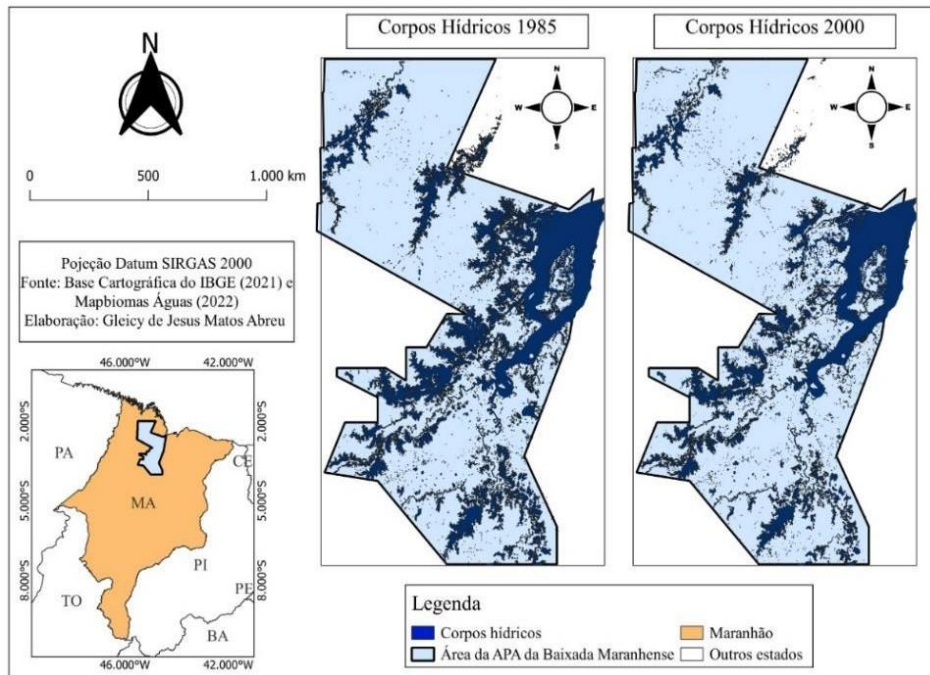 Corpos Hídricos 1985
Corpos Hídricos 2000
N
N
W
E
S
N
W
E
S
0
500
1.000 km
Pojeção Datum SIRGAS 2000
Fonte: Base Cartográfica do IBGE (2021) e
Mapbiomas Águas (2022)
Elaboração: Gleicy de Jesus Matos Abreu
46.000°W
42.000°W
2.000°S
2.000°S
PA
CE
MA
5.000°S
5.000°S
PI
8.000°S
8.000°S
TO
PE
BA
46.000°W
42.000°W
Legenda
Corpos hídricos
Maranhão
Área da APA da Baixada Maranhense
Outros estados